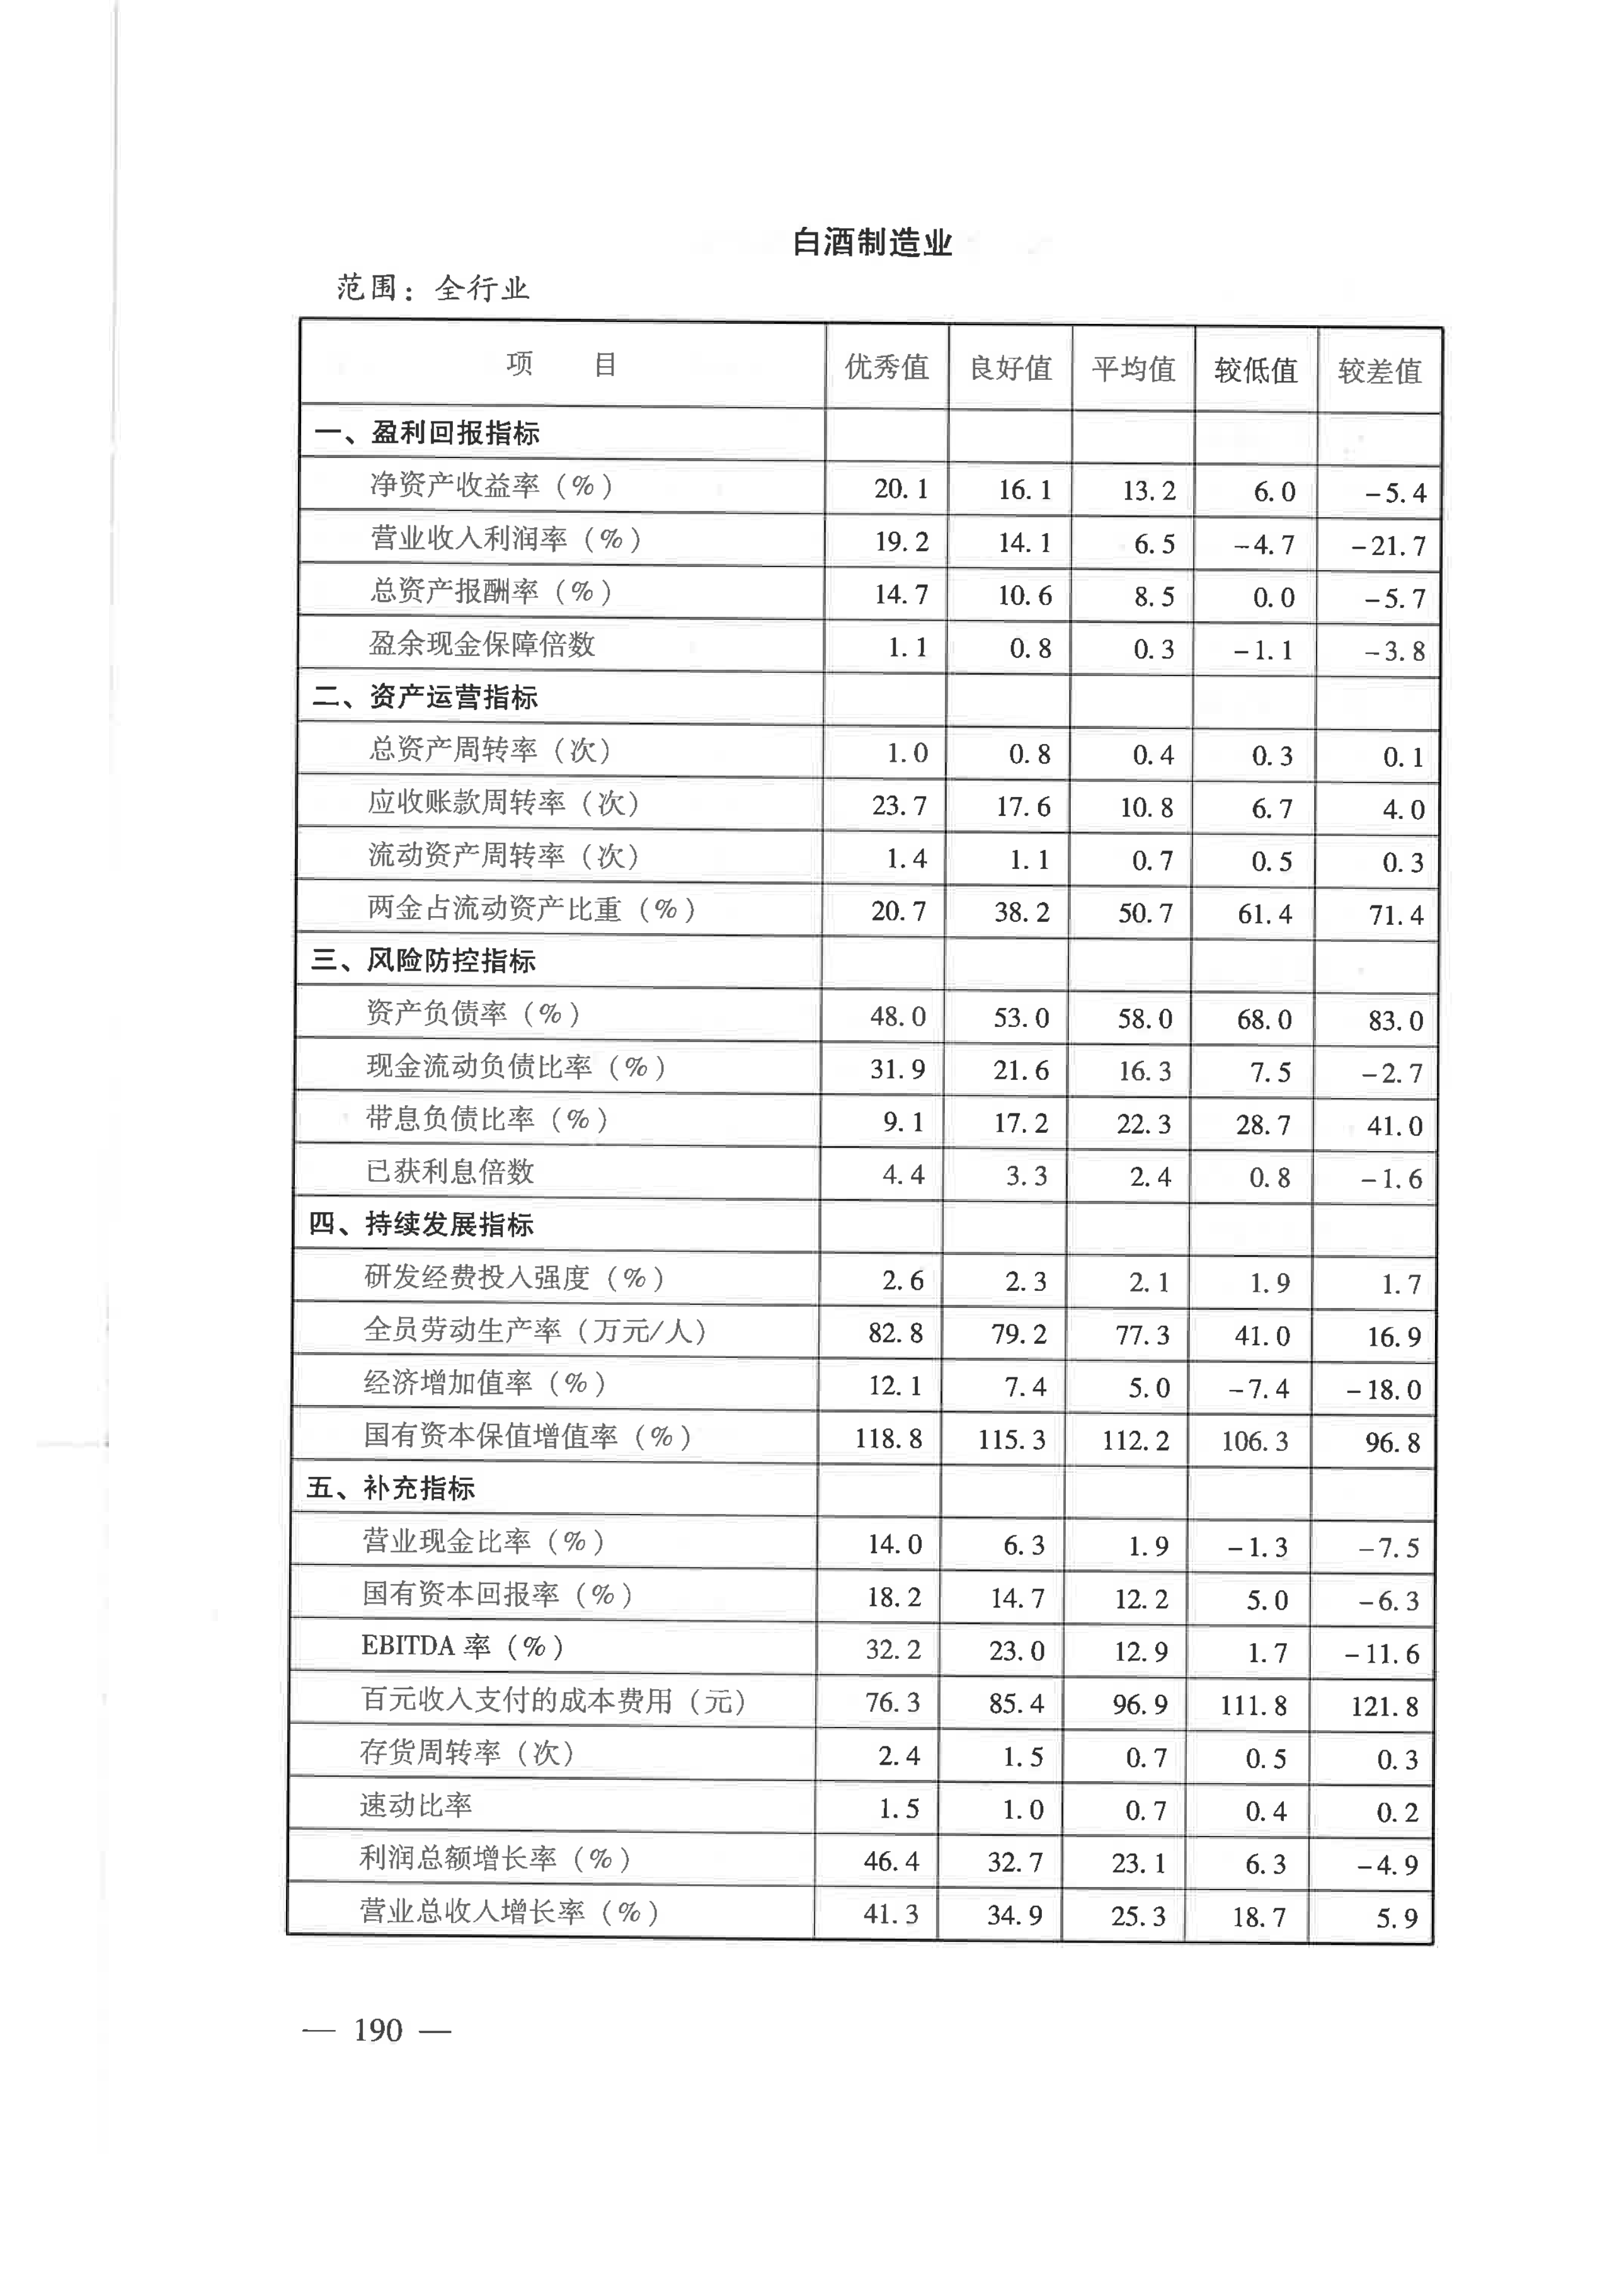 白酒制造业
范围：全行业
项 目 优秀值 良好值 平均值 较低值 较差值
一、盈利回报指标
净资产收益率（%） 20.1 16.1 13.2 6.0 -5.4
营业收入利润率（%） 19.2 14.1 6.5 -4.7 -21.7
总资产报酬率（%） 14.7 10.6 8.5 0.0 -5.7
盈余现金保障倍数 1.1 0.8 0.3 -1.1 -3.8
二、资产运营指标
总资产周转率（次） 1.0 0.8 0.4 0.3 0.1
应收账款周转率（次） 23.7 17.6 10.8 6.7 4.0
流动资产周转率（次） 1.4 1.1 0.7 0.5 0.3
两金占流动资产比重（%） 20.7 38.2 50.7 61.4 71.4
三、风险防控指标
资产负债率（%） 48.0 53.0 58.0 68.0 83.0
现金流动负债比率（%） 31.9 21.6 16.3 7.5 -2.7
带息负债比率（%） 9.1 17.2 22.3 28.7 41.0
已获利息倍数 4.4 3.3 2.4 0.8 -1.6
四、持续发展指标
研发经费投入强度（%） 2.6 2.3 2.1 1.9 1.7
全员劳动生产率（万元/人） 82.8 79.2 77.3 41.0 16.9
经济增加值率（%） 12.1 7.4 5.0 -7.4 -18.0
国有资本保值增值率（%） 118.8 115.3 112.2 106.3 96.8
五、补充指标
营业现金比率（%） 14.0 6.3 1.9 -1.3 -7.5
国有资本回报率（%） 18.2 14.7 12.2 5.0 -6.3
EBITDA 率（%） 32.2 23.0 12.9 1.7 -11.6
百元收入支付的成本费用（元） 76.3 85.4 96.9 111.8 121.8
存货周转率（次） 2.4 1.5 0.7 0.5 0.3
速动比率 1.5 1.0 0.7 0.4 0.2
利润总额增长率（%） 46.4 32.7 23.1 6.3 -4.9
营业总收入增长率（%） 41.3 34.9 25.3 18.7 5.9
— 190 —